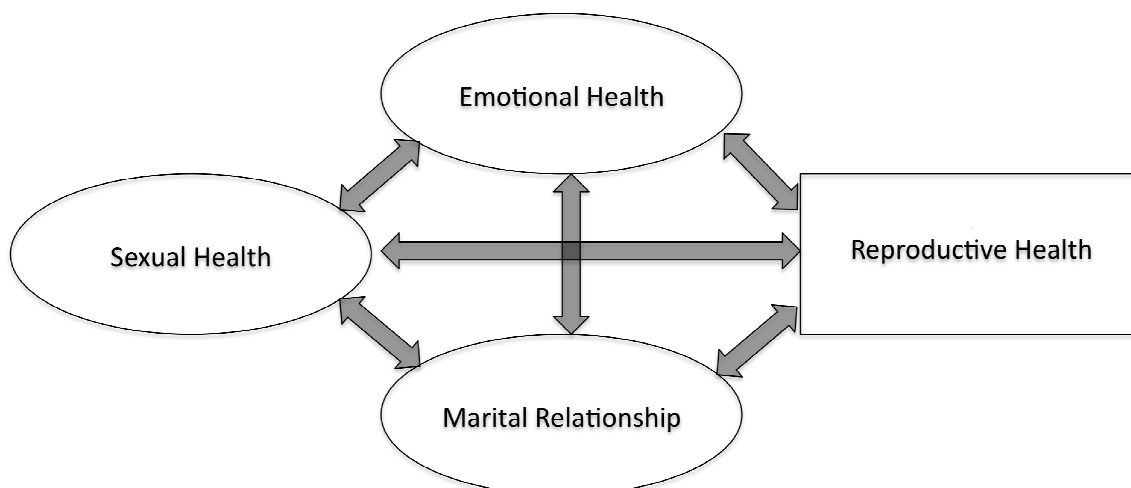 Emotional Health
Sexual Health
Reproductive Health
Marital Relationship